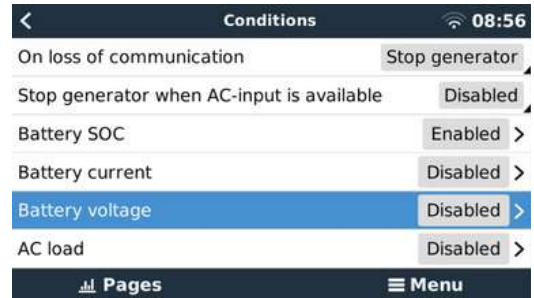 Conditions 08:56
On loss of communication Stop generator
Stop generator when AC-input is available Disabled
Battery SOC Enabled
Battery current Disabled
Battery voltage Disabled
AC load Disabled
Pages Menu